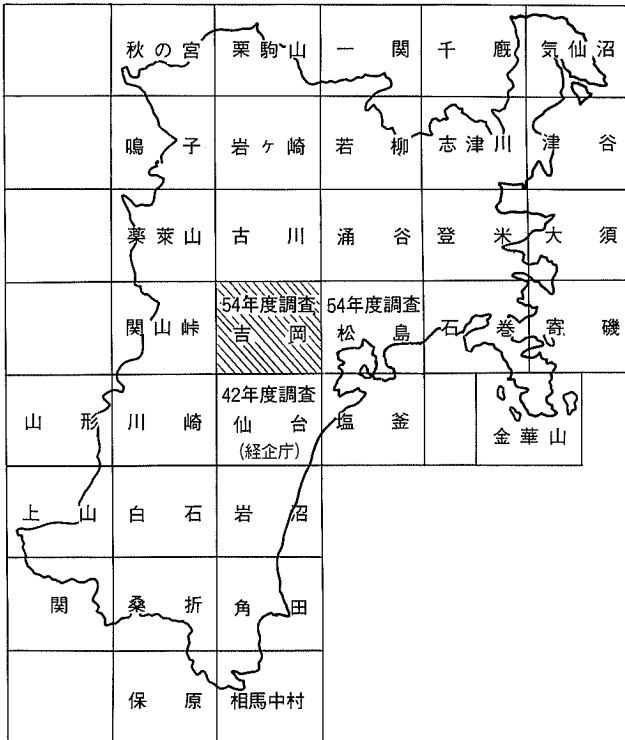 秋の宮 栗駒山 一関 千厩 気仙沼
鳴子 岩ヶ崎 若柳 志津川 津谷
薬萊山 古川 涌谷 登米 大須
54年度調査 54年度調査
関山峠 吉岡 松島 石巻 寄磯
42年度調査
山形 川崎 仙台 塩釜 金華山
(経企庁)
上山 白石 岩沼
関 桑折 角田
保原 相馬中村